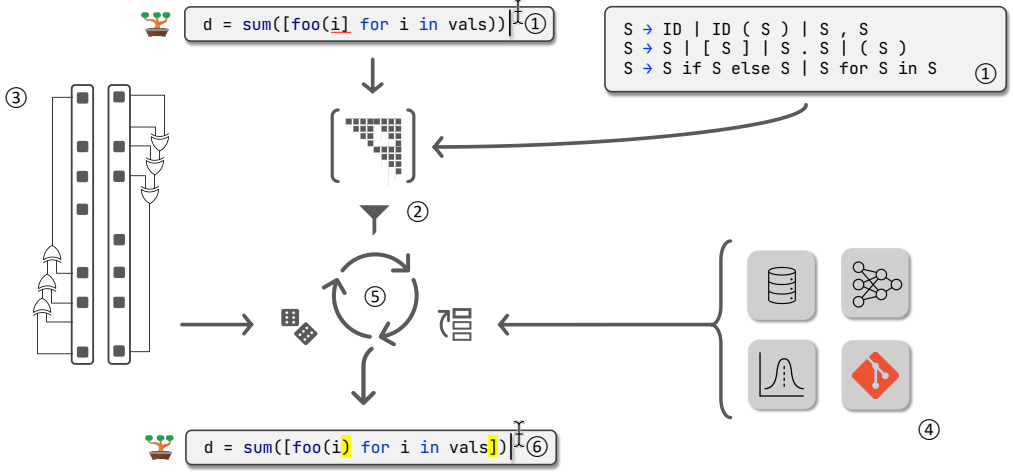 d = sum([foo(i] for i in vals))
①
S → ID | ID ( S ) | S , S
S → S | [ S ] | S . S | ( S )
S → S if S else S | S for S in S
①
③
②
⑤
④
d = sum([foo(i) for i in vals])
⑥